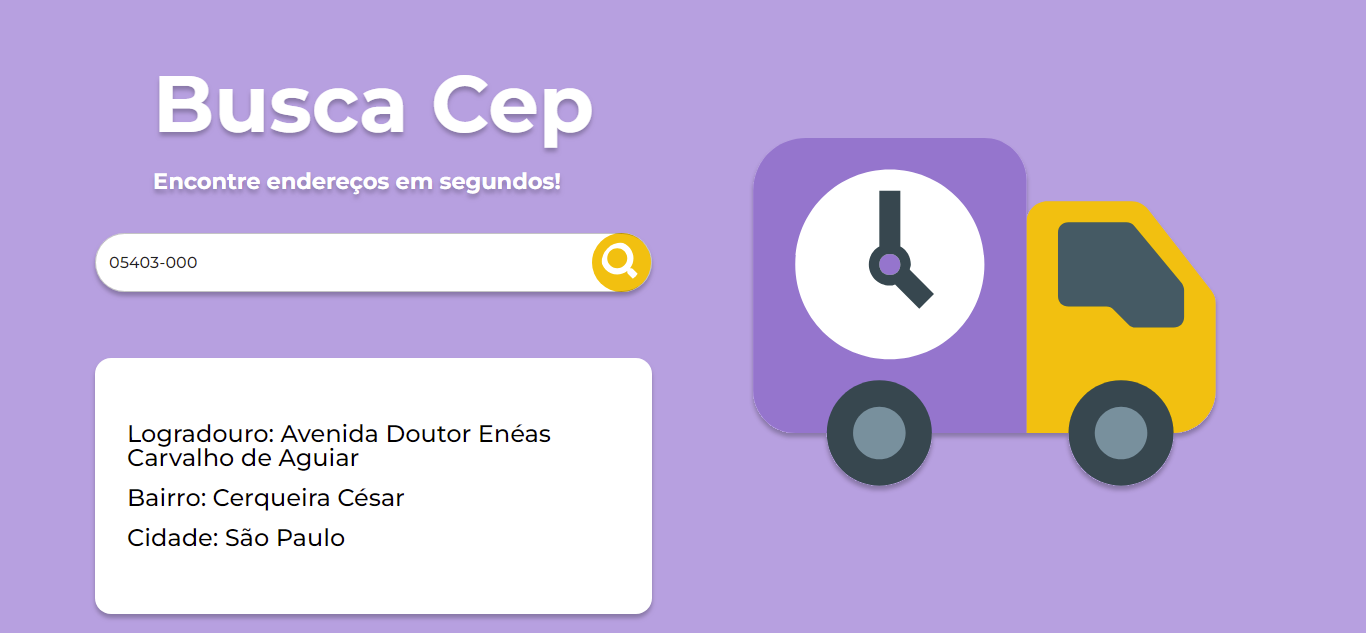 Busca Cep
Encontre endereços em segundos!
05403-000
Logradouro: Avenida Doutor Enéas
Carvalho de Aguiar
Bairro: Cerqueira César
Cidade: São Paulo